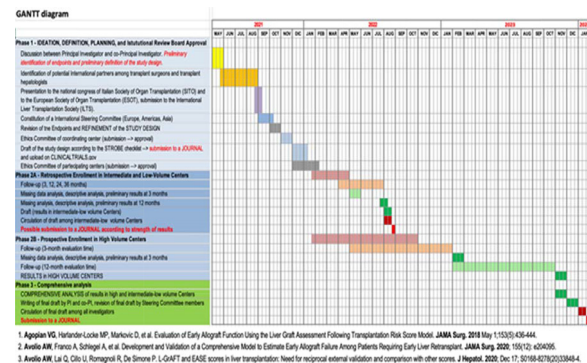 GANTT diagram
2021 2022 2023 202
MAY JUN JUL AUG SEP OCT NOV DIC JAN FEB MAR APR MAY JUN JUL AUG SEP OCT NOV DIC JAN FEB MAR APR MAY JUN JUL AUG SEP OCT NOV DIC JA
Phase 1 - IDEATION, DEFINITION, PLANNING, and Istututional Review Board Approval
Discussion between Principal Investigator and co-Principal Investigator. Preliminary
identification of endpoints and preliminary definition of the study design.
Identification of potential international partners among transplant surgeons and transplant
hepatologists
Presentation to the national congress of Italian Society of Organ Transplantation (SITO) and
to the European Society of Organ Transplantation (ESOT), submission to the International
Liver Transplantation Society (ILTS).
Constitution of a International Steering Committee (Europe, Americas, Asia)
Revision of the Endpoints and REFINEMENT of the STUDY DESIGN
Ethics Committee of coordinating center (submission --> approval)
Draft of the study design according to the STROBE checklist --> submission to a JOURNAL
and upload on CLINICALTRIALS.gov
Ethics Committee of partecipating centers (submission --> approval)
Phase 2A - Retrospective Enrollment in Intermediate and Low-Volume Centers
Follow-up (3, 12, 24, 36 months)
Missing data analysis, descriptive analysis, preliminary results at 3 months
Missing analysis, descriptive analysis, preliminary results at 12 months
Draft (results in intermediate-low volume Centers)
Circulation of draft among intermediate-low volume Centers
Possible submission to a JOURNAL according to strength of results
Phase 2B - Prospective Enrollment in High Volume Centers
Follow-up (3-month evaluation time)
Missing data analysis, descriptive analysis, preliminary results at 3 months
Follow-up (12-month evaluation time)
RESULTS in HIGH VOLUME CENTERS
Phase 3 - Comprehensive analysis
COMPREHENSIVE ANALYSIS of results in high and intermediate-low volume Centers
Writing of final draft by PI and co-PI, revision of final draft by Steering Committee members
Circulation of final draft among all investigators
Submission to a JOURNAL
1. Agopian VG, Harlander-Locke MP, Markovic D, et al. Evaluation of Early Allograft Function Using the Liver Graft Assessment Following Transplantation Risk Score Model. JAMA Surg. 2018 May 1;153(5):436-444.
2. Avolio AW, Franco A, Schlegel A, et al. Development and Validation of a Comprehensive Model to Estimate Early Allograft Failure Among Patients Requiring Early Liver Retransplant. JAMA Surg. 2020; 155(12): e204095.
3. Avolio AW, Lai Q, Cillo U, Romagnoli R, De Simone P. L-GrAFT and EASE scores in liver transplantation: Need for reciprocal external validation and comparison with other scores. J Hepatol. 2020; Dec 17; S0168-8278(20)33848-4.